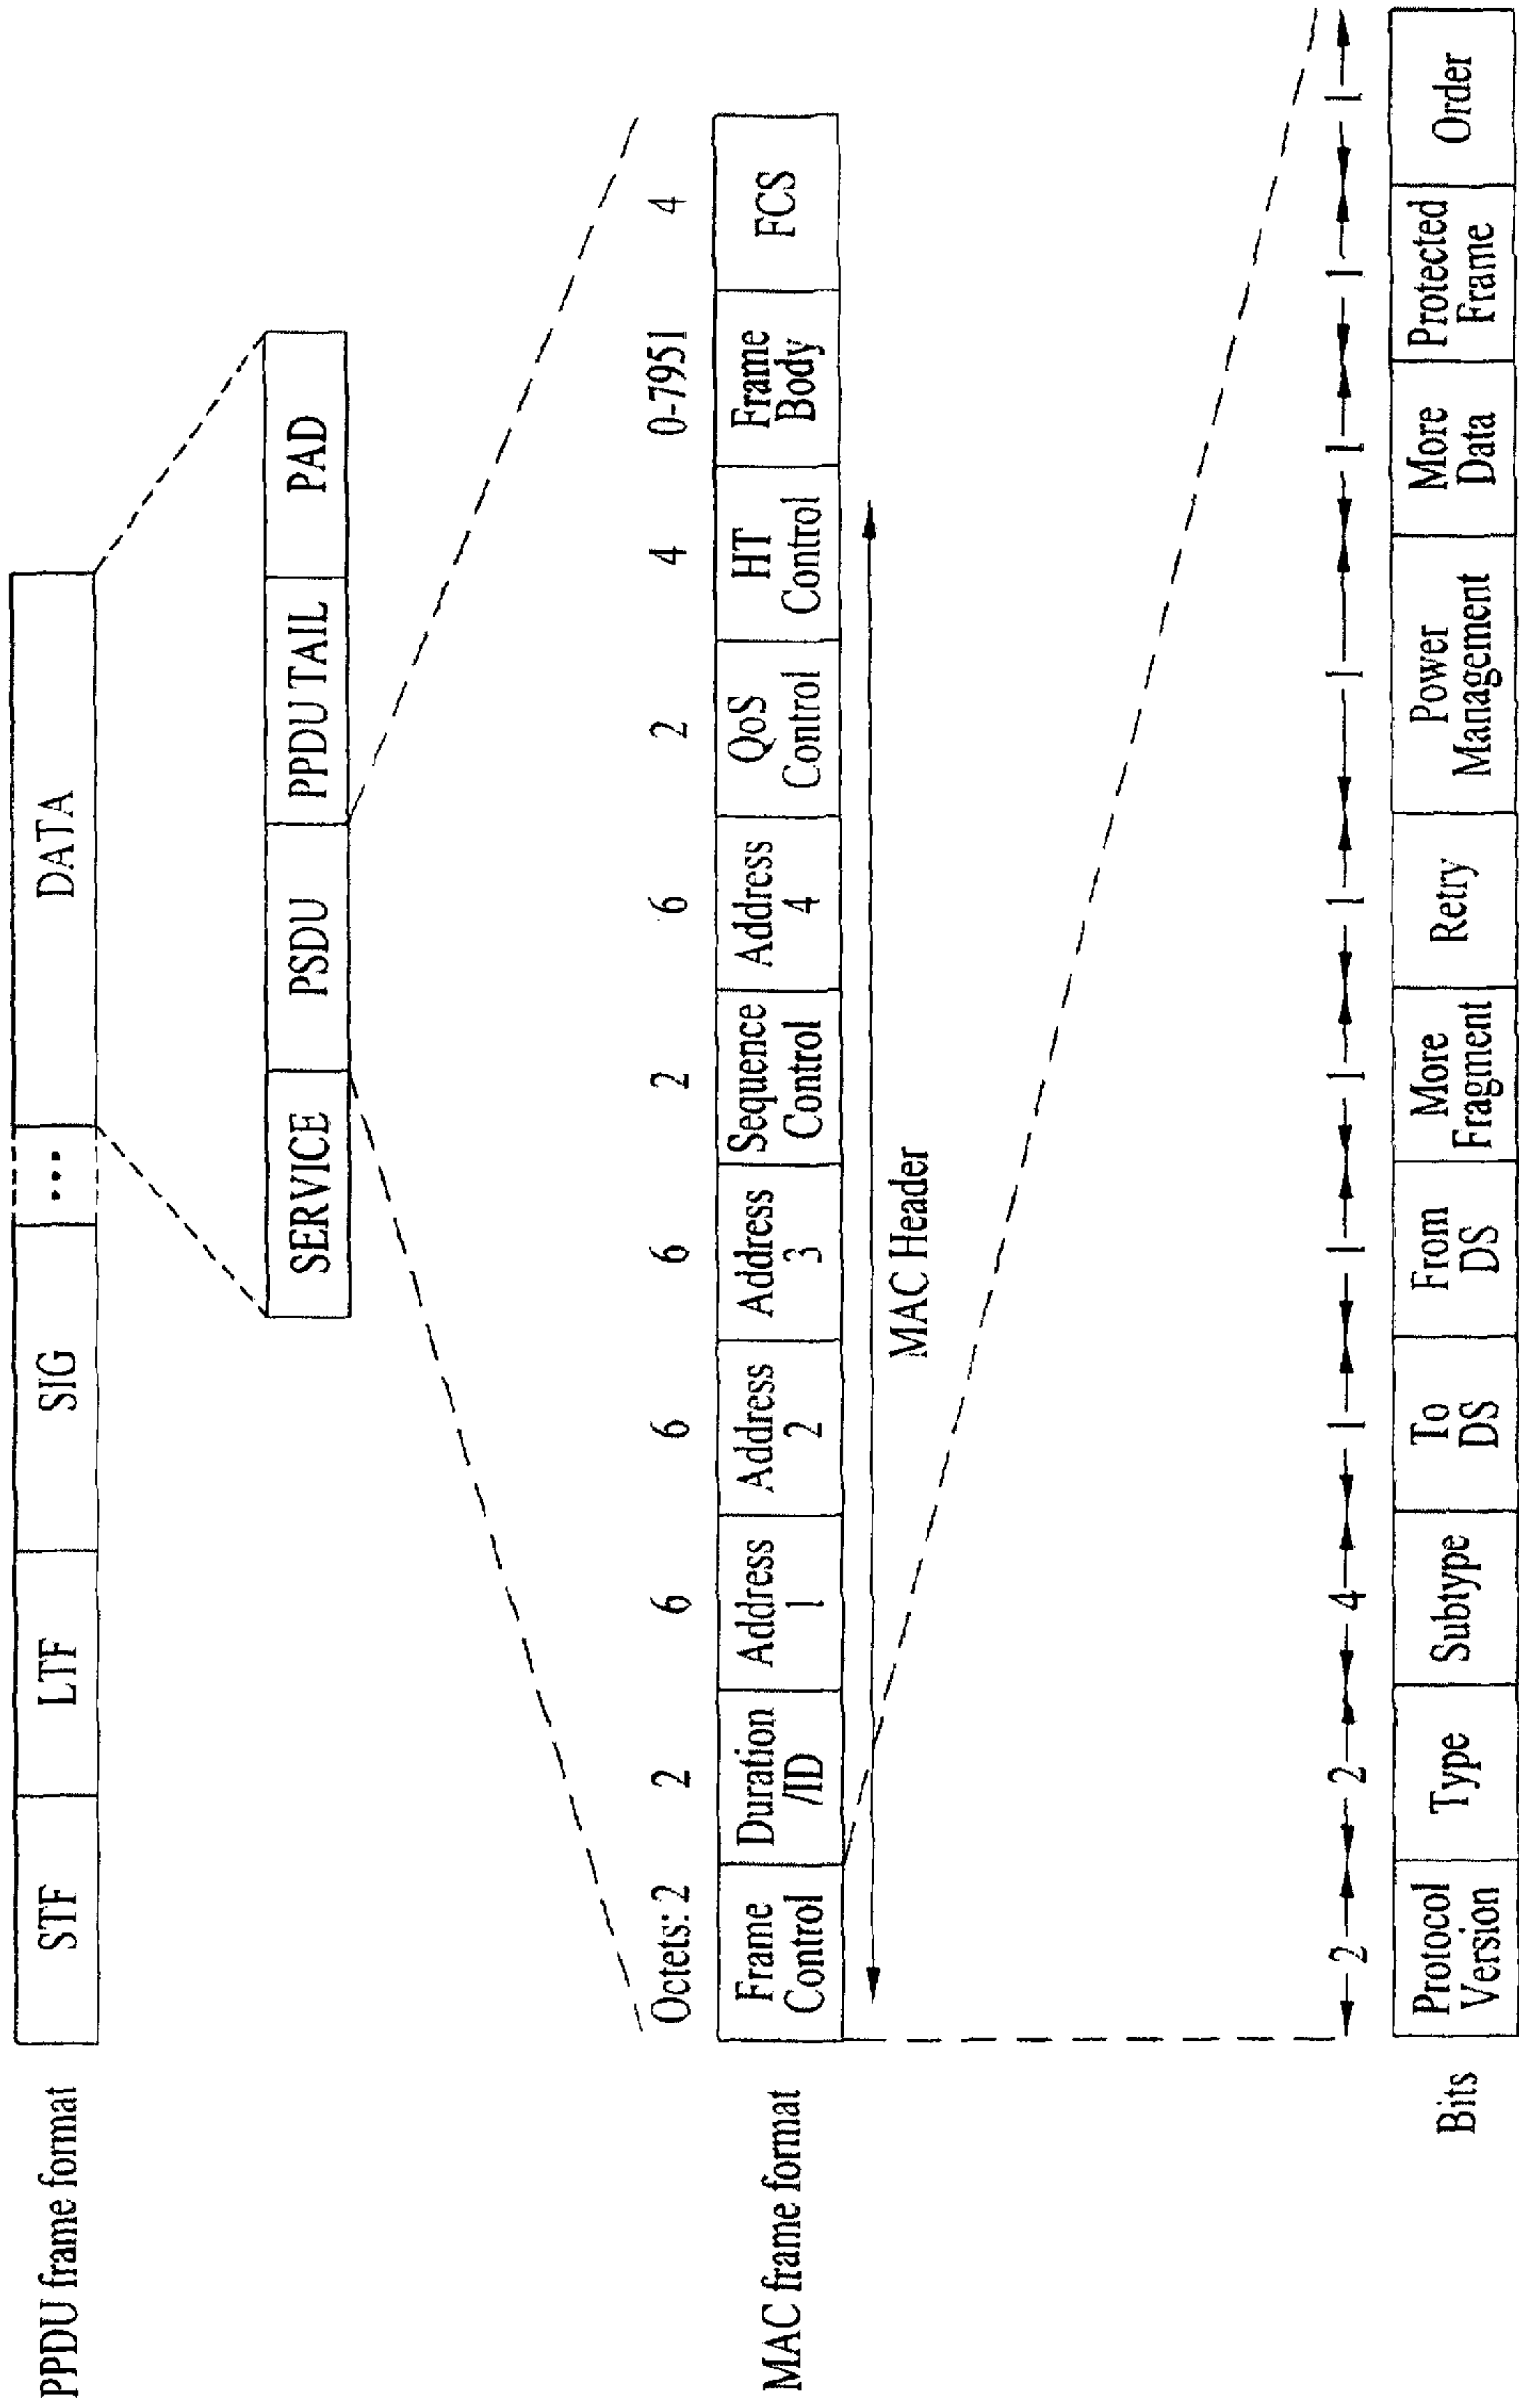 PPDU frame format
STF LTF SIG ... DATA
SERVICE PSDU PPDU TAIL PAD
MAC frame format
Octets: 2 2 6 6 6 2 6 2 4 0-7951 4
Frame Control
Duration /ID
Address 1
Address 2
Address 3
Sequence Control
Address 4
QoS Control
HT Control
Frame Body
FCS
MAC Header
2 2 4 1 1 1 1 1 1 1 1
Bits
Protocol Version
Type
Subtype
To DS
From DS
More Fragment
Retry
Power Management
More Data
Protected Frame
Order